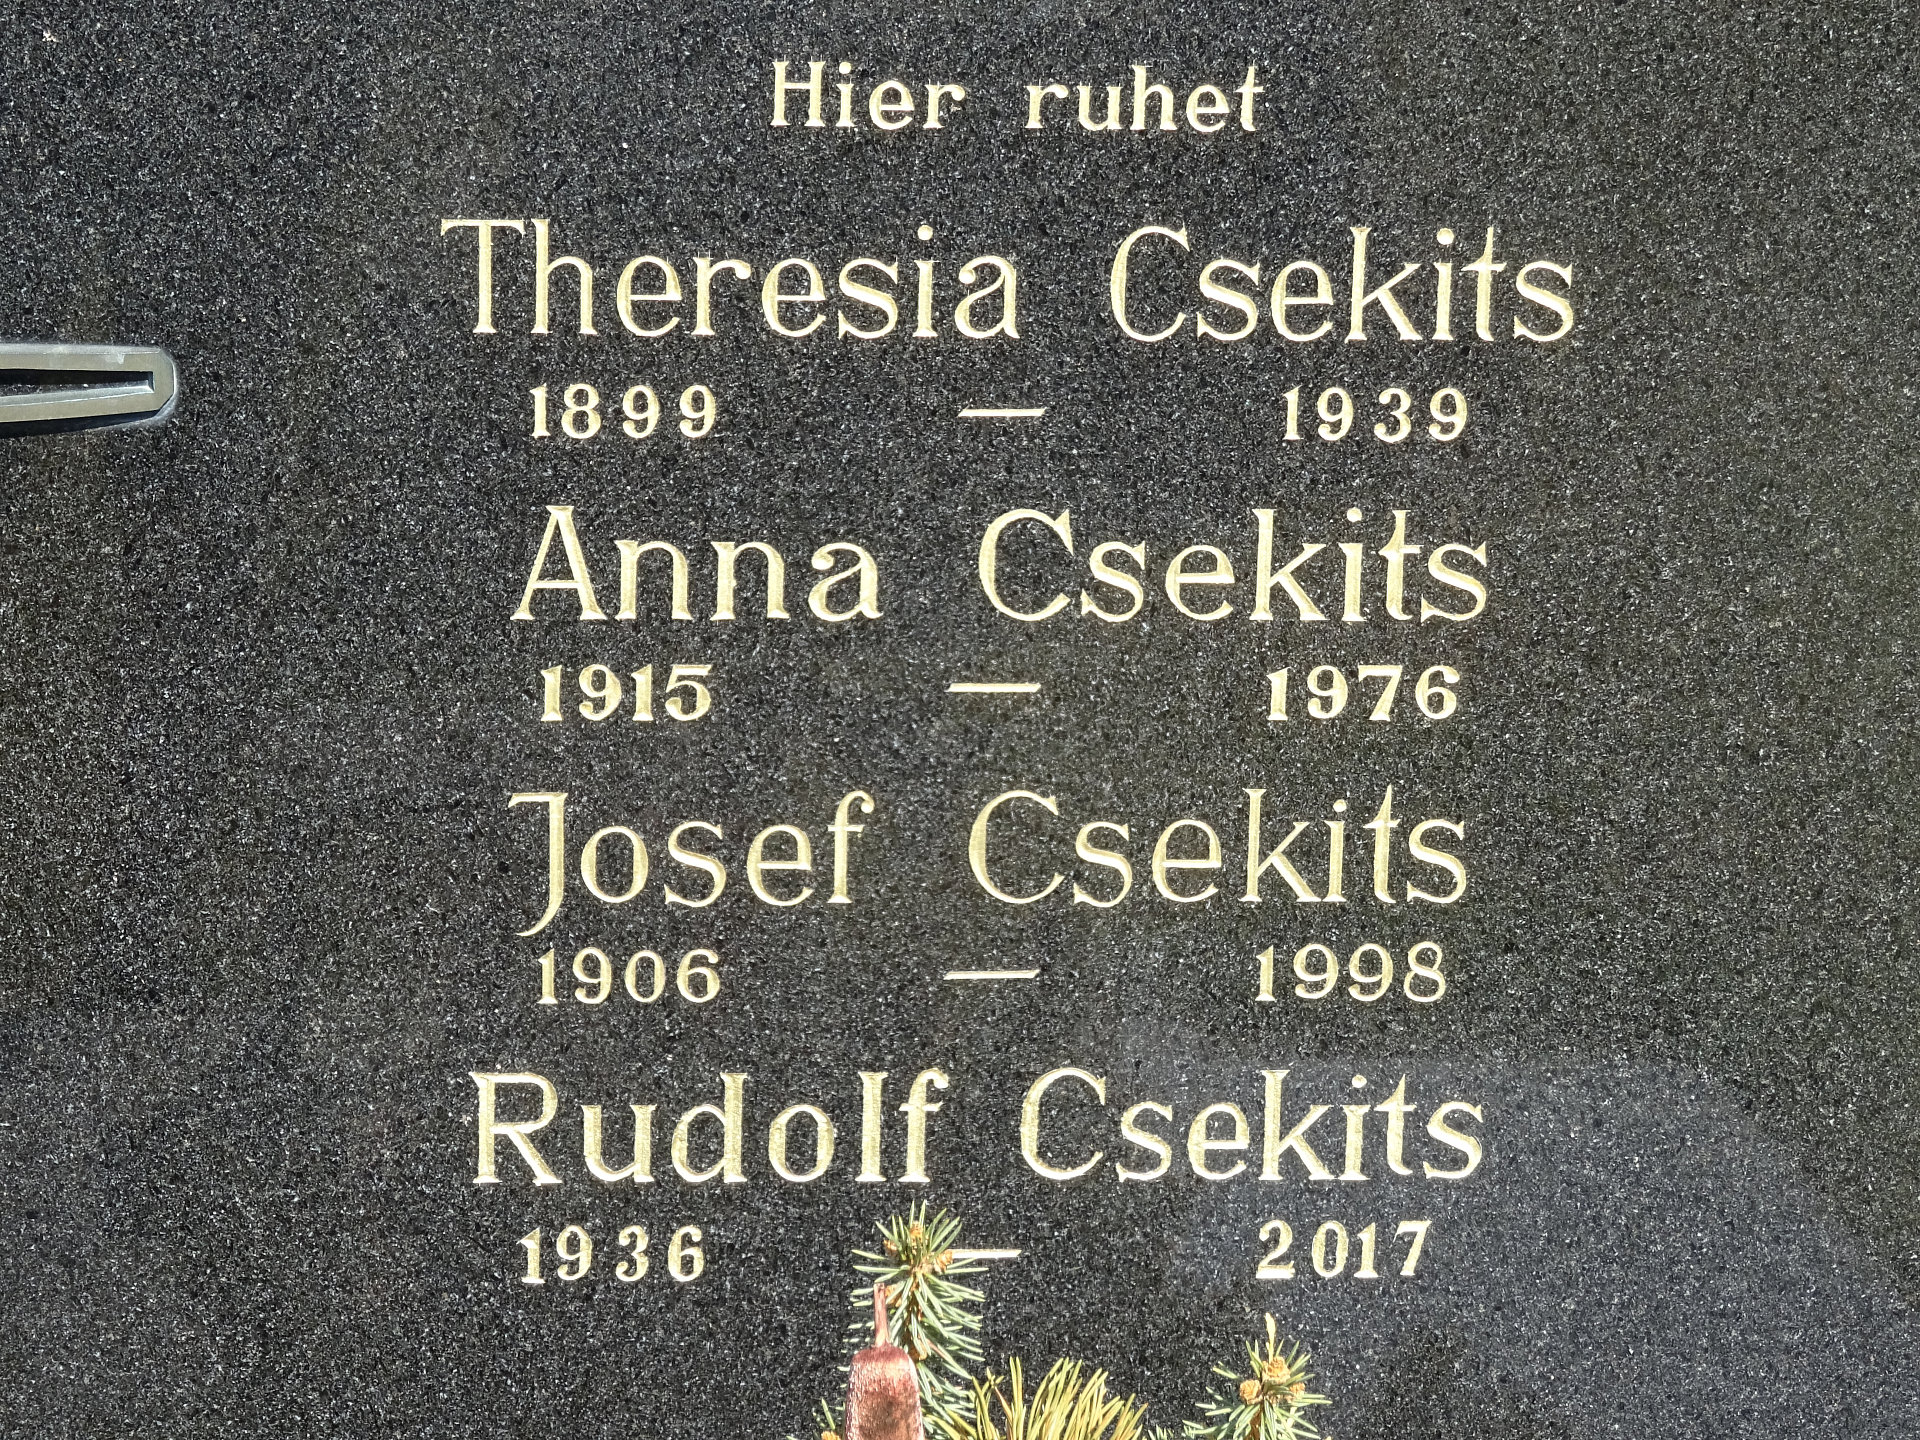 Hier ruhet
Theresia Csekits
1899 — 1939
Anna Csekits
1915 — 1976
Josef Csekits
1906 — 1998
Rudolf Csekits
1936 — 2017